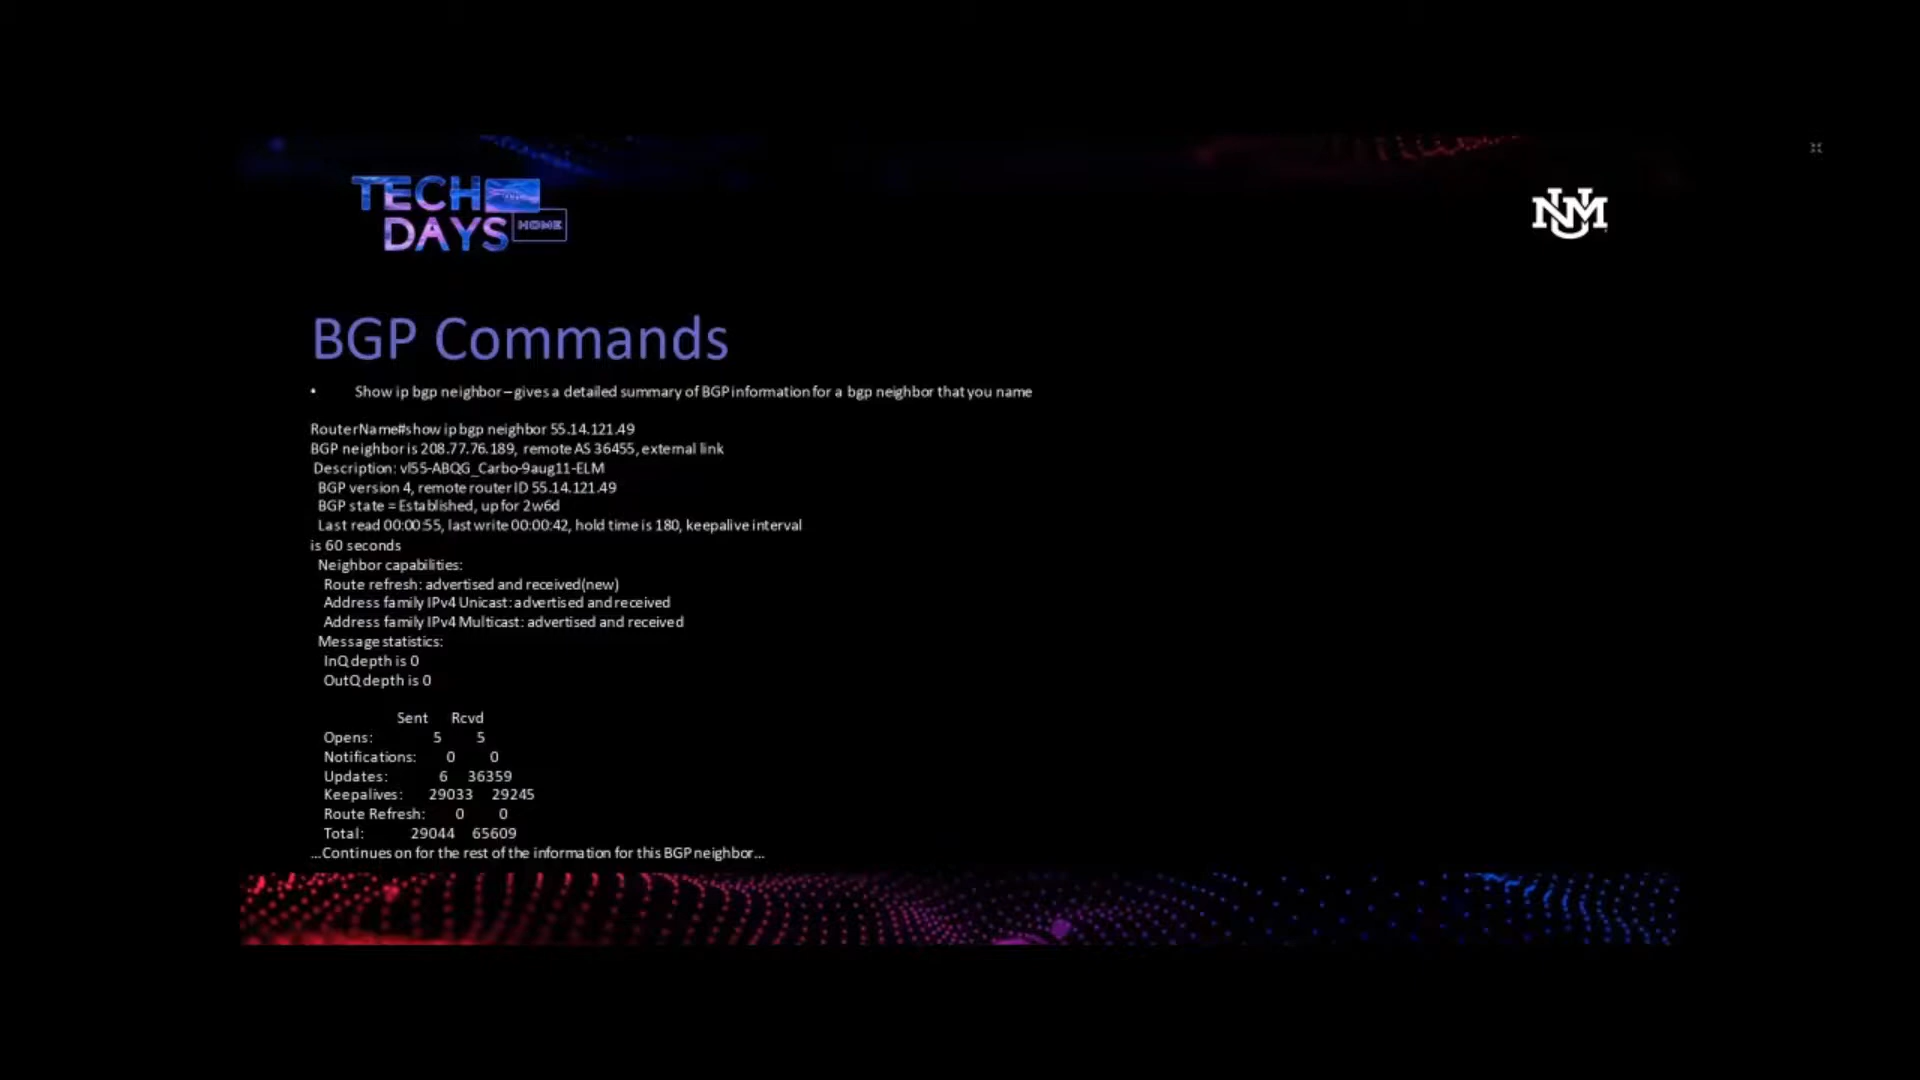 TECH
DAYS HOME
UNM
BGP Commands
• Show ip bgp neighbor – gives a detailed summary of BGP information for a bgp neighbor that you name
RouterName#show ip bgp neighbor 55.14.121.49
BGP neighbor is 208.77.76.189, remote AS 36455, external link
Description: vl55-ABQG_Carbo-9aug11-ELM
BGP version 4, remote router ID 55.14.121.49
BGP state = Established, up for 2w6d
Last read 00:00:55, last write 00:00:42, hold time is 180, keepalive interval
is 60 seconds
Neighbor capabilities:
Route refresh: advertised and received(new)
Address family IPv4 Unicast: advertised and received
Address family IPv4 Multicast: advertised and received
Message statistics:
InQ depth is 0
OutQ depth is 0
Sent Rcvd
Opens: 5 5
Notifications: 0 0
Updates: 6 36359
Keepalives: 29033 29245
Route Refresh: 0 0
Total: 29044 65609
...Continues on for the rest of the information for this BGP neighbor...